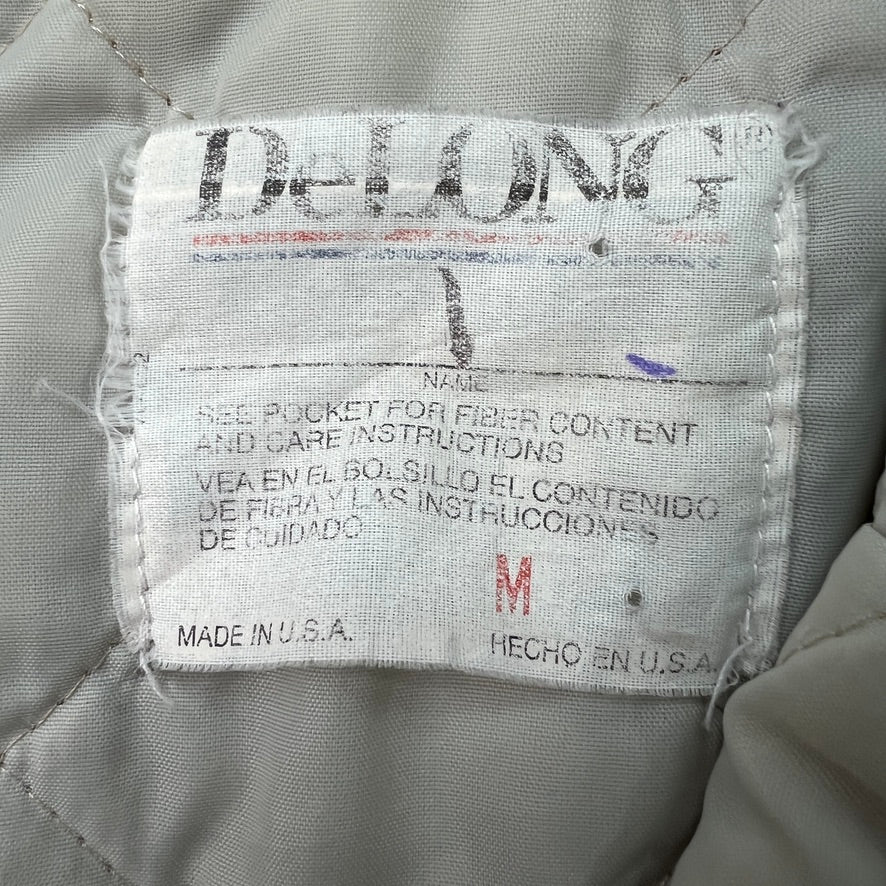 DeLONG®
NAME
SEE POCKET FOR FIBER CONTENT
AND CARE INSTRUCTIONS
VEA EN EL BOLSILLO EL CONTENIDO
DE FIBRA Y LAS INSTRUCCIONES
DE CUIDADO
M
MADE IN U.S.A.
HECHO EN U.S.A.